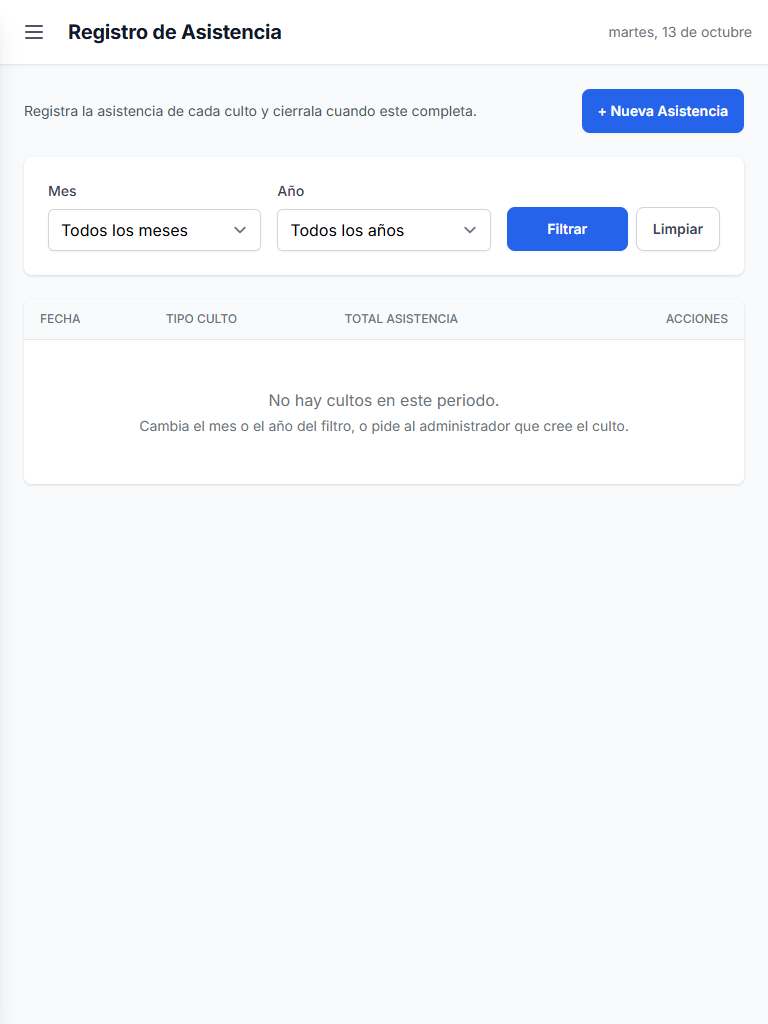 Registro de Asistencia
martes, 13 de octubre
Registra la asistencia de cada culto y cierrala cuando este completa.
+ Nueva Asistencia
Mes
Año
Todos los meses
Todos los años
Filtrar
Limpiar
FECHA
TIPO CULTO
TOTAL ASISTENCIA
ACCIONES
No hay cultos en este periodo.
Cambia el mes o el año del filtro, o pide al administrador que cree el culto.